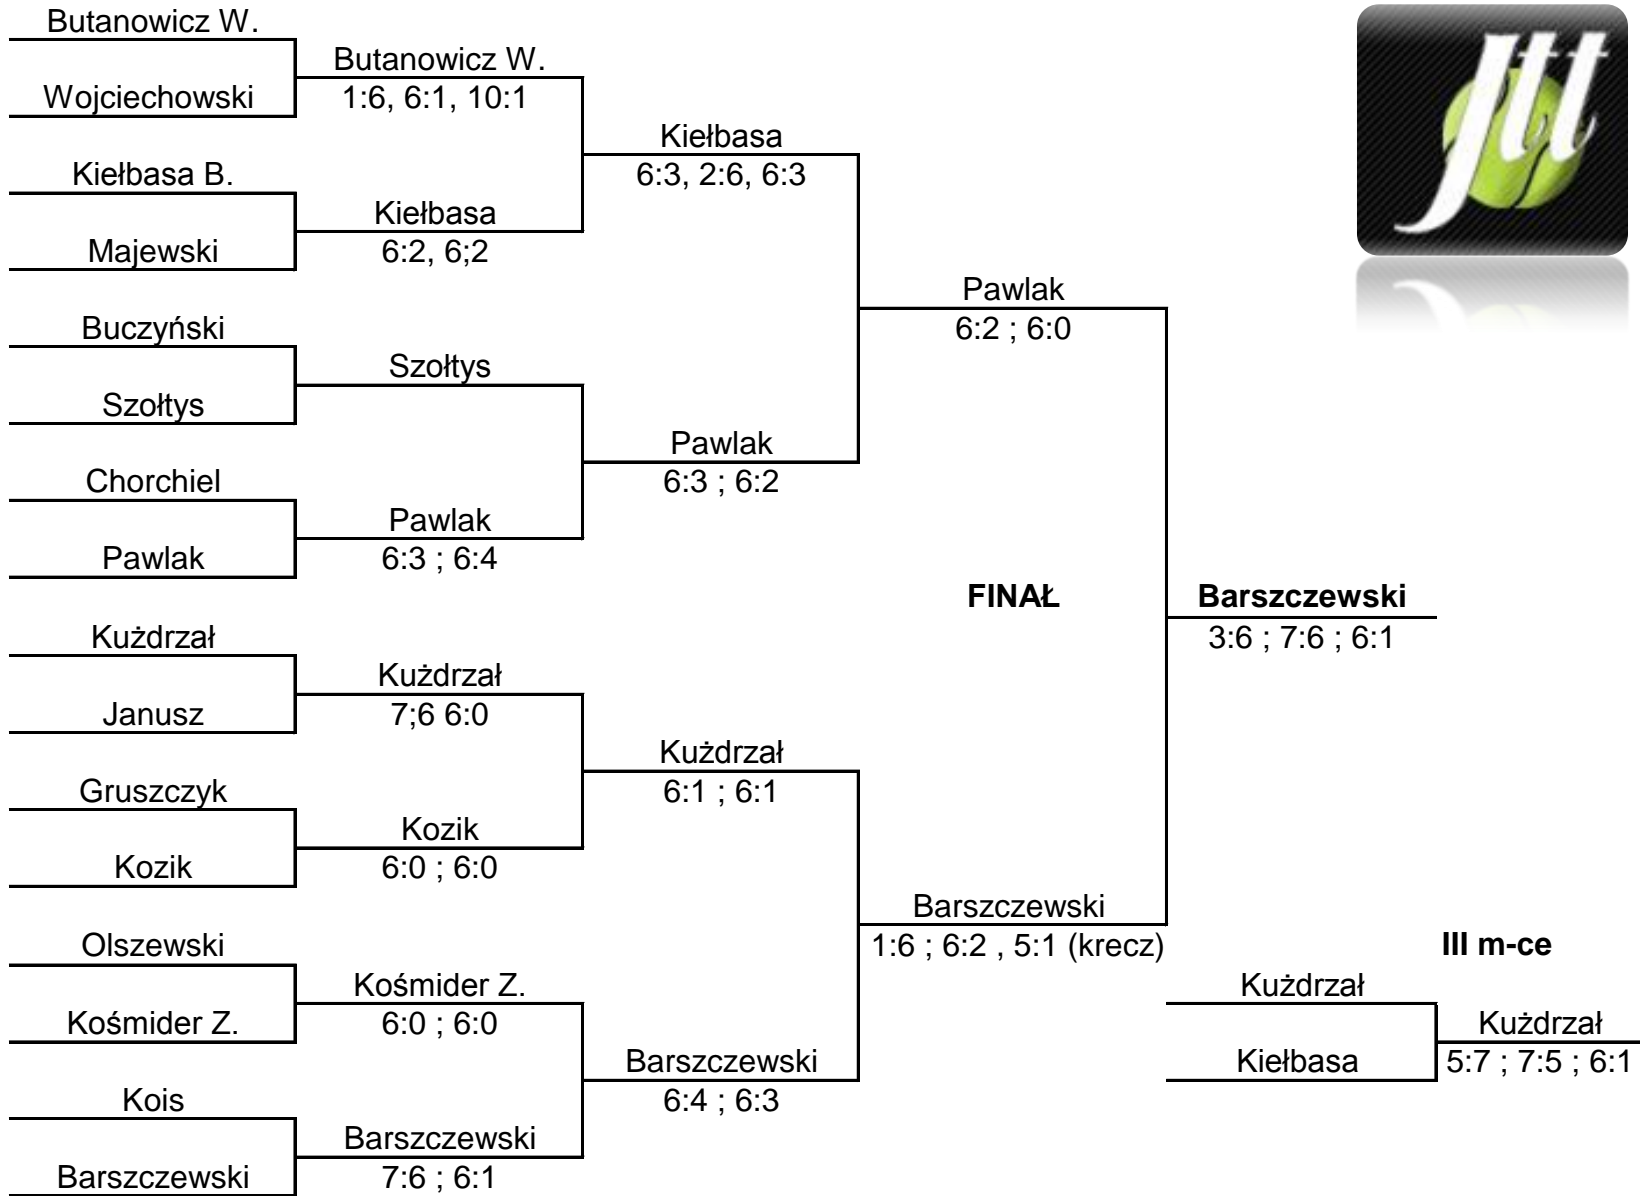 Butanowicz W.
Wojciechowski
Kiełbasa B.
Majewski
Buczyński
Szołtys
Chorchiel
Pawlak
Kużdrzał
Janusz
Gruszczyk
Kozik
Olszewski
Kośmider Z.
Kois
Barszczewski
Butanowicz W.
1:6, 6:1, 10:1
Kiełbasa
6:2, 6;2
Szołtys
Pawlak
6:3 ; 6:4
Kużdrzał
7;6 6:0
Kozik
6:0 ; 6:0
Kośmider Z.
6:0 ; 6:0
Barszczewski
7:6 ; 6:1
Kiełbasa
6:3, 2:6, 6:3
Pawlak
6:3 ; 6:2
Kużdrzał
6:1 ; 6:1
Barszczewski
6:4 ; 6:3
Pawlak
6:2 ; 6:0
Barszczewski
1:6 ; 6:2 , 5:1 (krecz)
FINAŁ
Barszczewski
3:6 ; 7:6 ; 6:1
III m-ce
Kużdrzał
Kiełbasa
Kużdrzał
5:7 ; 7:5 ; 6:1
Jtt